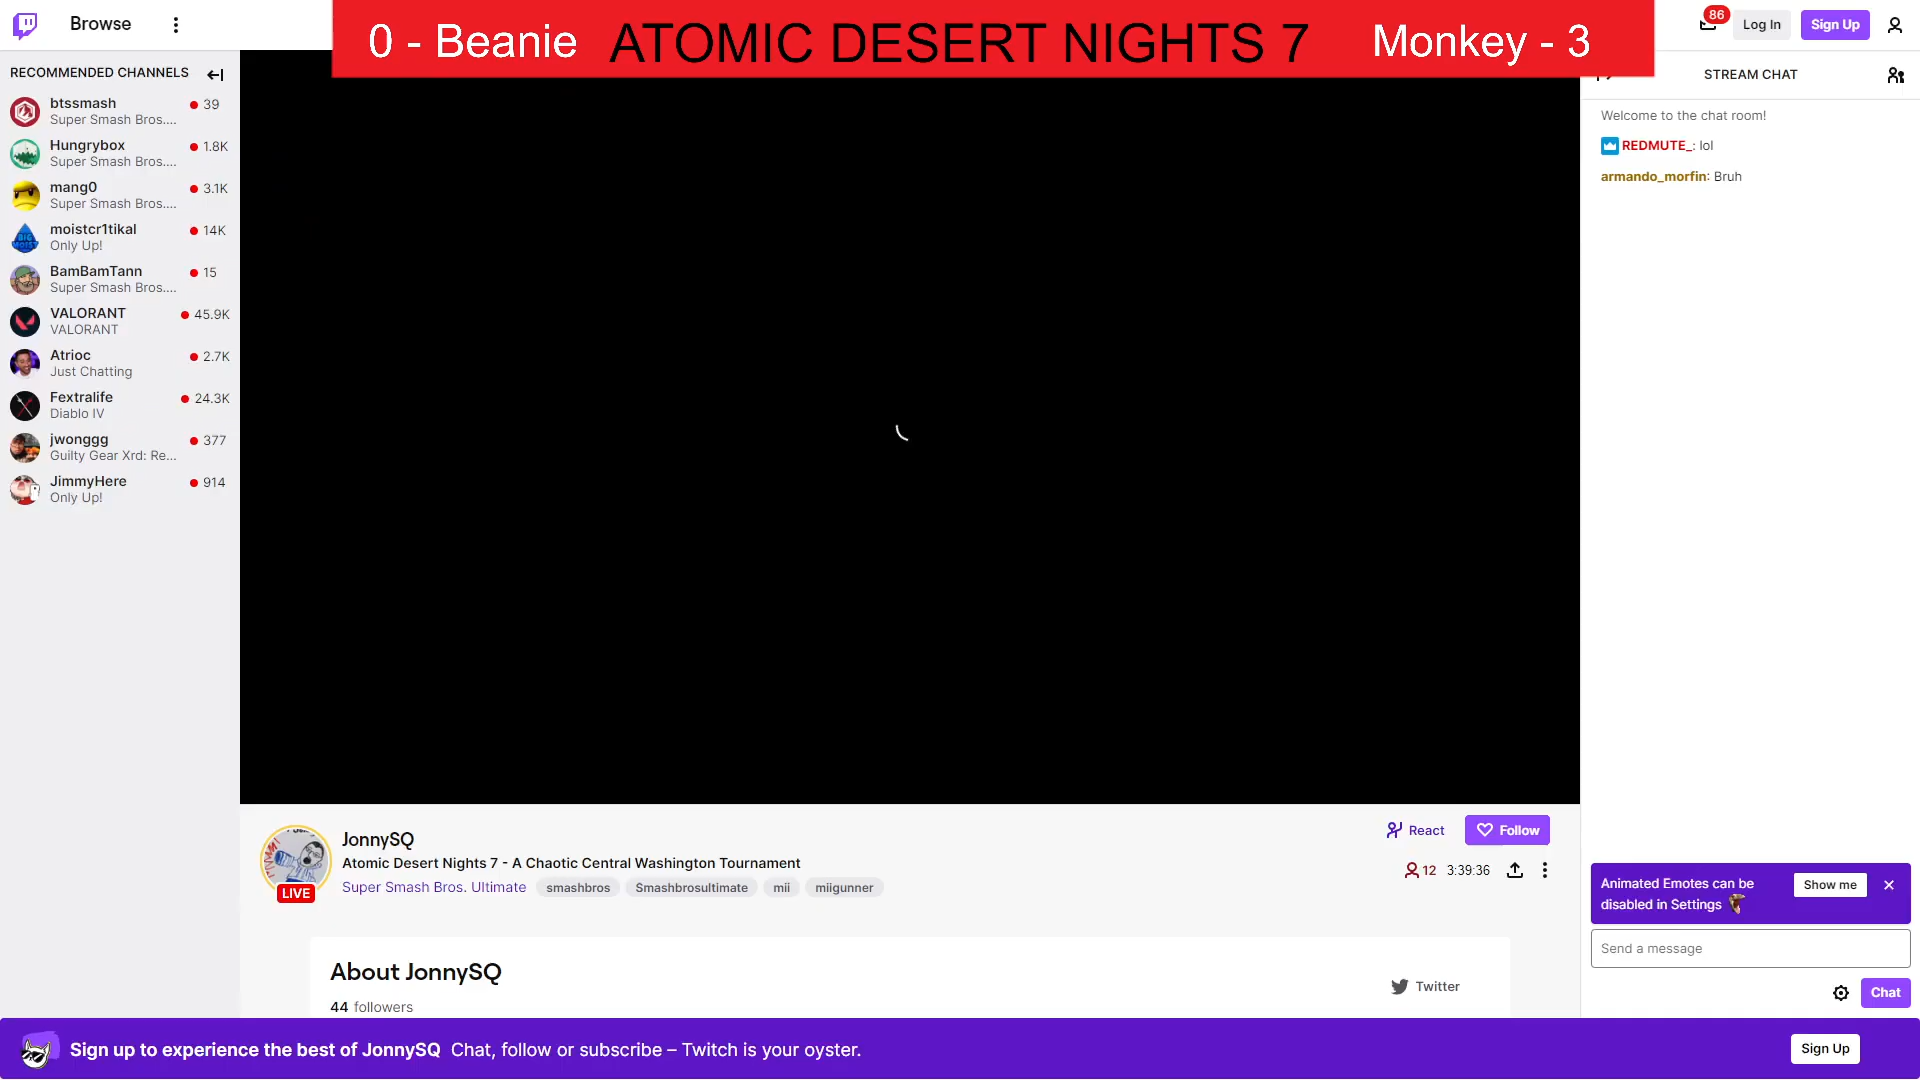 Browse
0 - Beanie ATOMIC DESERT NIGHTS 7 Monkey - 3
86
Log In
Sign Up
RECOMMENDED CHANNELS
btssmash 39
Super Smash Bros....
Hungrybox 1.8K
Super Smash Bros....
mang0 3.1K
Super Smash Bros....
moistcr1tikal 14K
Only Up!
BamBamTann 15
Super Smash Bros....
VALORANT 45.9K
VALORANT
Atrioc 2.7K
Just Chatting
Fextralife 24.3K
Diablo IV
jwonggg 377
Guilty Gear Xrd: Re...
JimmyHere 914
Only Up!
STREAM CHAT
Welcome to the chat room!
REDMUTE_: lol
armando_morfin: Bruh
JonnySQ
Atomic Desert Nights 7 - A Chaotic Central Washington Tournament
Super Smash Bros. Ultimate smashbros Smashbrosultimate mii miigunner
LIVE
React
Follow
12 3:39:36
About JonnySQ
44 followers
Twitter
Animated Emotes can be
disabled in Settings
Show me
Send a message
Chat
Sign up to experience the best of JonnySQ Chat, follow or subscribe – Twitch is your oyster.
Sign Up